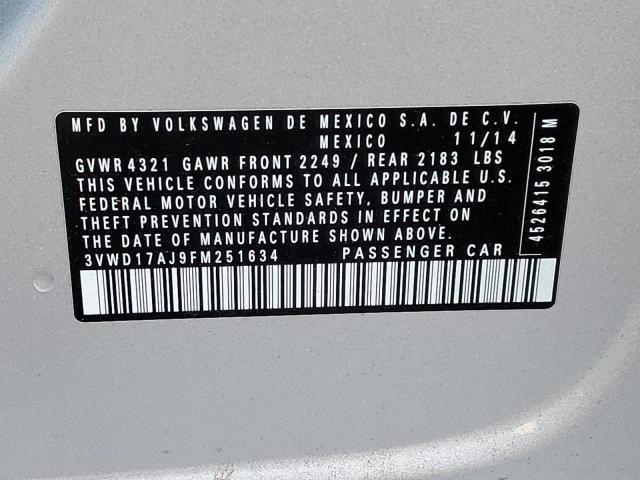 MFD BY VOLKSWAGEN DE MEXICO S.A. DE C.V.
MEXICO 11/14
GVWR 4321 GAWR FRONT 2249 / REAR 2183 LBS
THIS VEHICLE CONFORMS TO ALL APPLICABLE U.S.
FEDERAL MOTOR VEHICLE SAFETY, BUMPER AND
THEFT PREVENTION STANDARDS IN EFFECT ON
THE DATE OF MANUFACTURE SHOWN ABOVE.
3VWD17AJ9FM251634 PASSENGER CAR
4526415 3018 M